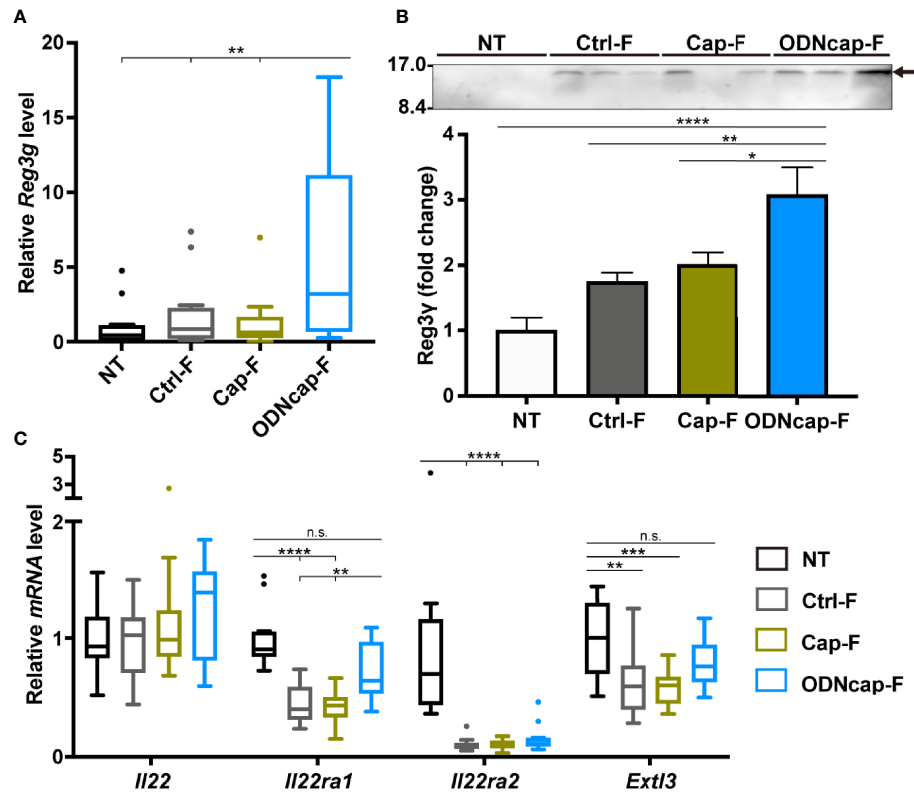 A
**
20
15
10
5
0
Relative Reg3g level
NT
Ctrl-F
Cap-F
ODNcap-F
B
NT Ctrl-F Cap-F ODNcap-F
17.0
8.4
****
**
*
4
3
2
1
0
Reg3γ (fold change)
NT Ctrl-F Cap-F ODNcap-F
C
5
3
2
1
0
Relative mRNA level
n.s.
****
**
****
n.s.
***
**
Il22 Il22ra1 Il22ra2 Extl3
NT
Ctrl-F
Cap-F
ODNcap-F